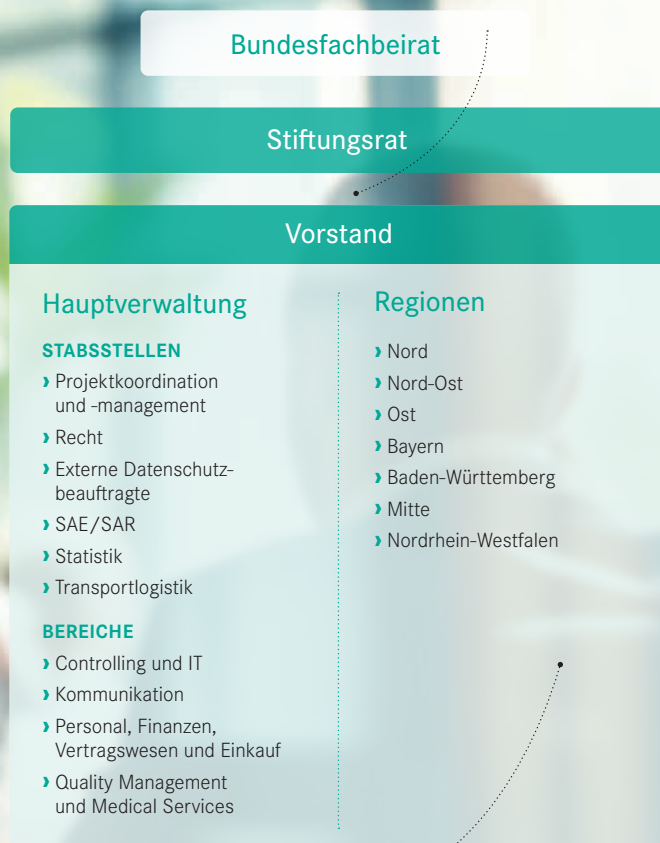 Bundesfachbeirat
Stiftungsrat
Vorstand
Hauptverwaltung
STABSSTELLEN
› Projektkoordination
und -management
› Recht
› Externe Datenschutz-
beauftragte
› SAE/SAR
› Statistik
› Transportlogistik
BEREICHE
› Controlling und IT
› Kommunikation
› Personal, Finanzen,
Vertragswesen und Einkauf
› Quality Management
und Medical Services
Regionen
› Nord
› Nord-Ost
› Ost
› Bayern
› Baden-Württemberg
› Mitte
› Nordrhein-Westfalen